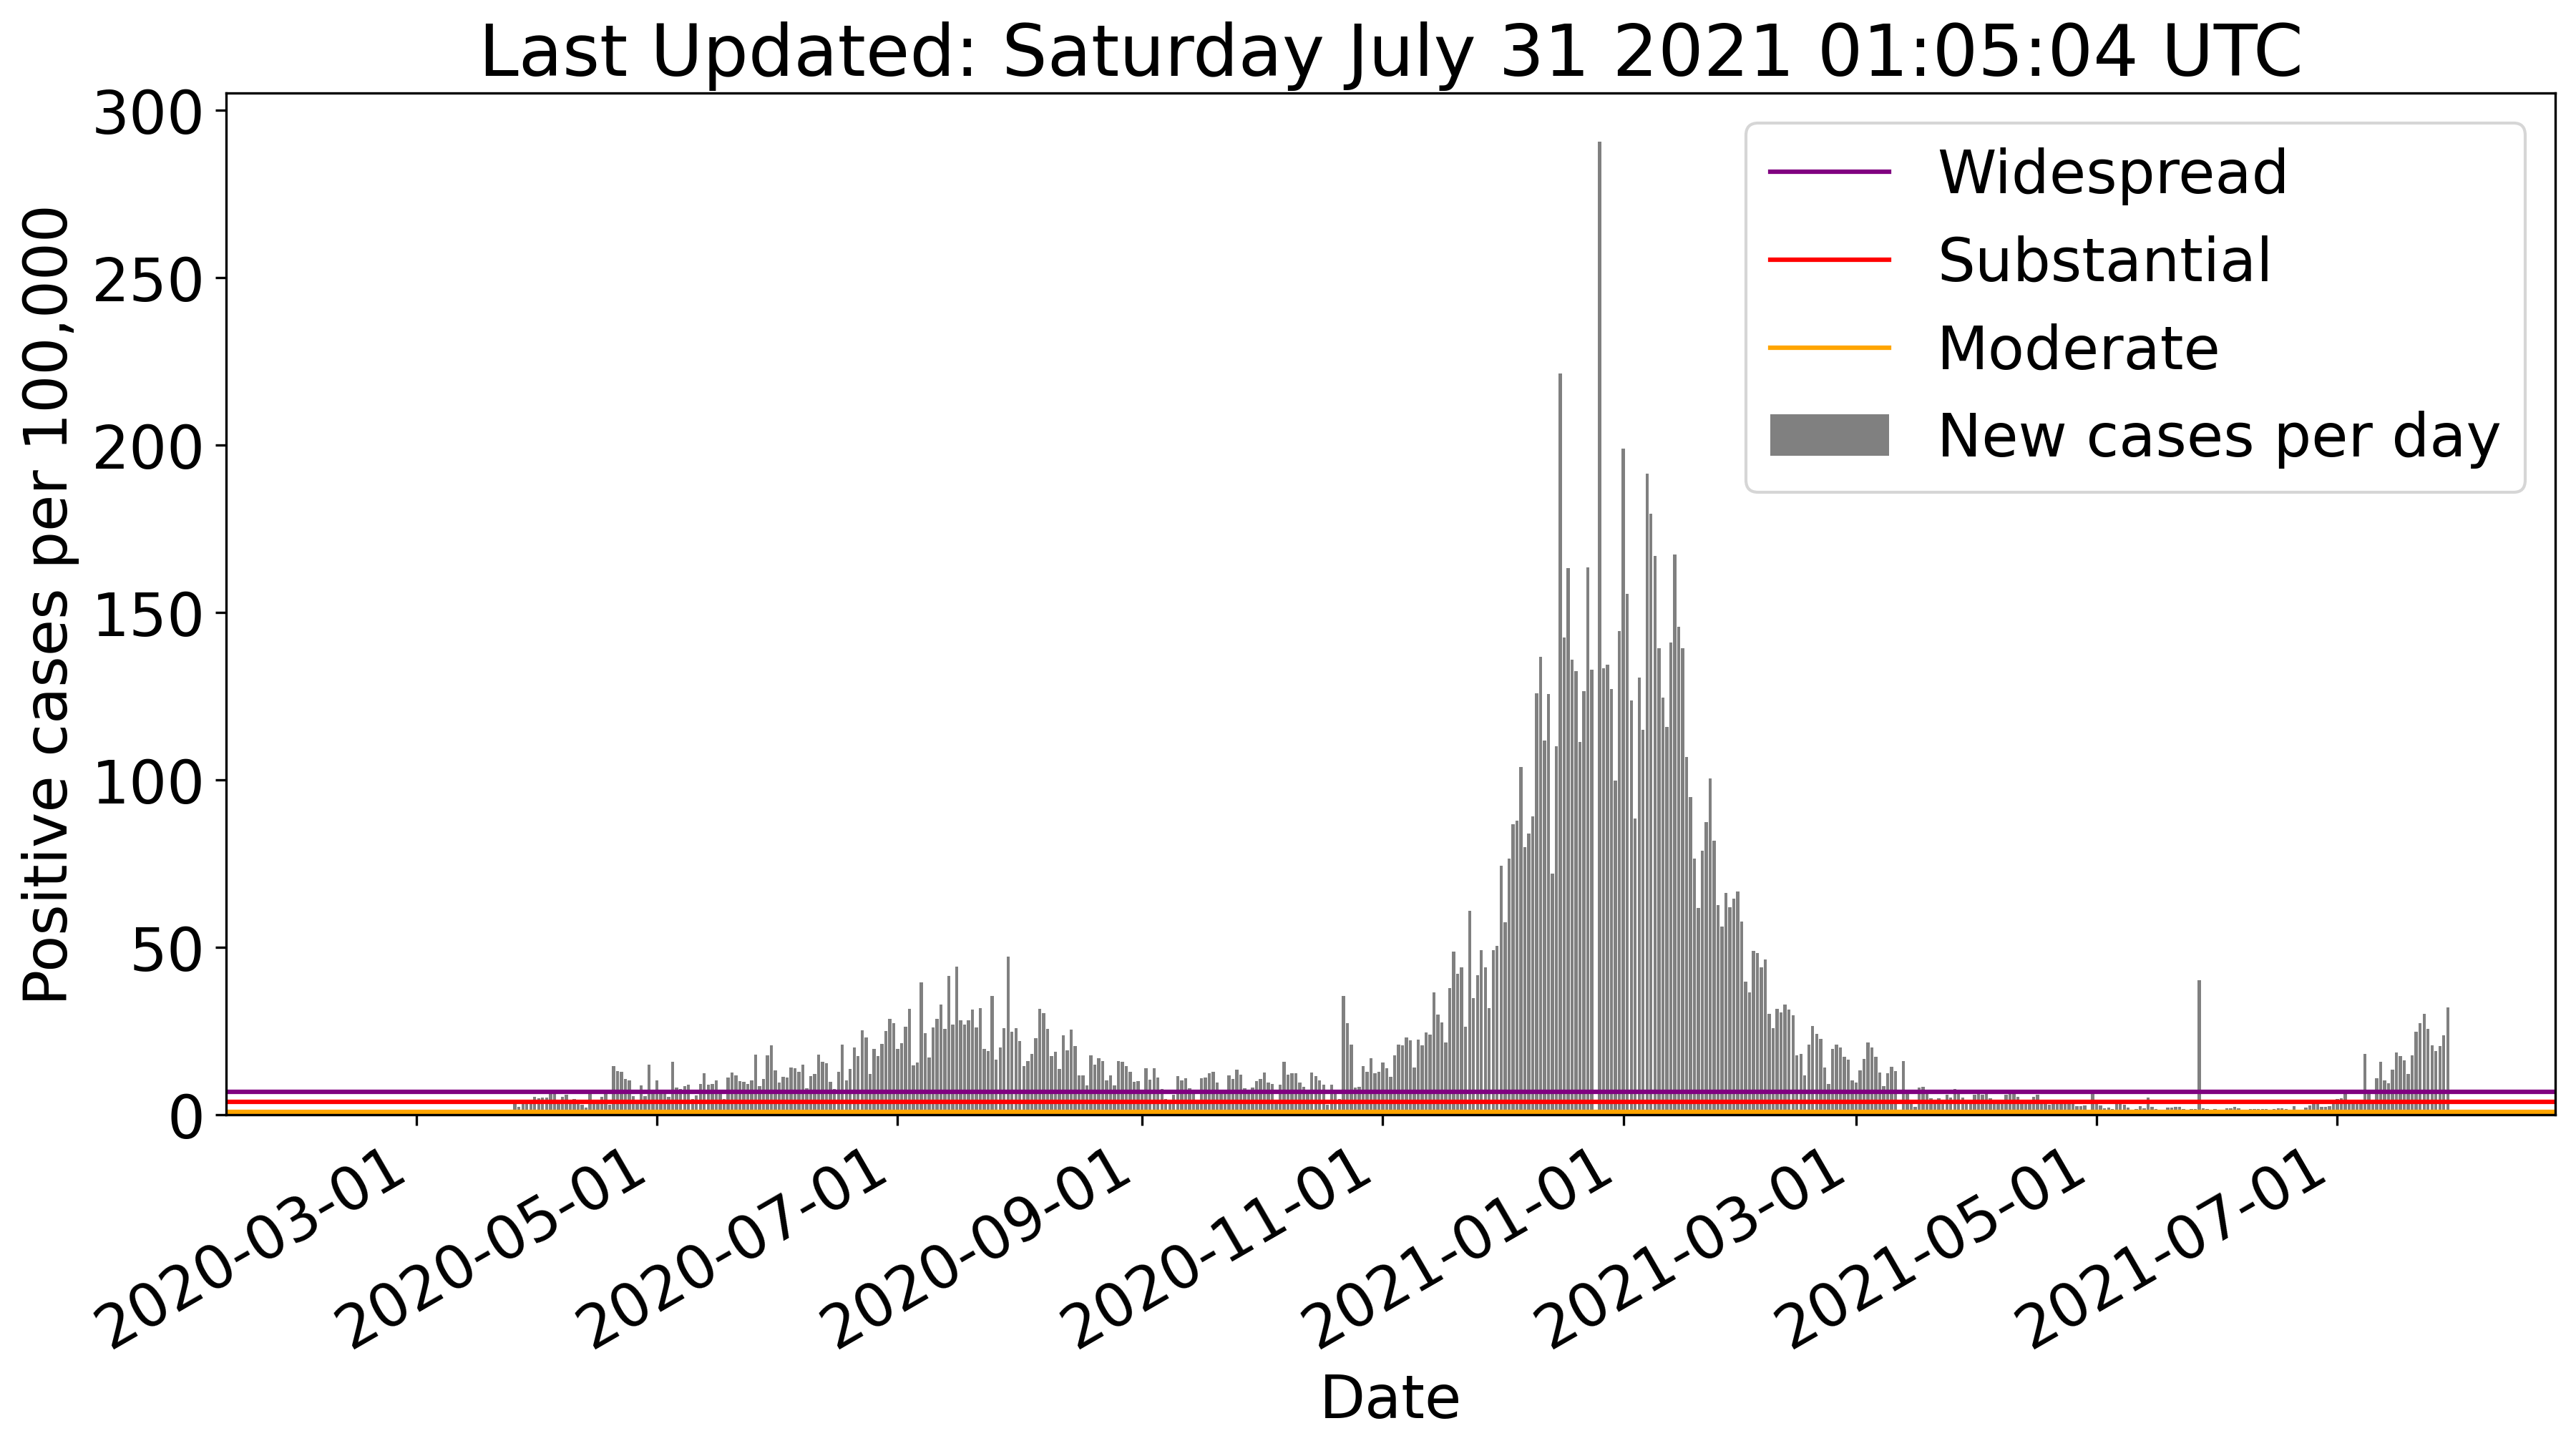 Last Updated: Saturday July 31 2021 01:05:04 UTC
Positive cases per 100,000
300
250
200
150
100
50
0
Widespread
Substantial
Moderate
New cases per day
2020-03-01
2020-05-01
2020-07-01
2020-09-01
2020-11-01
2021-01-01
2021-03-01
2021-05-01
2021-07-01
Date